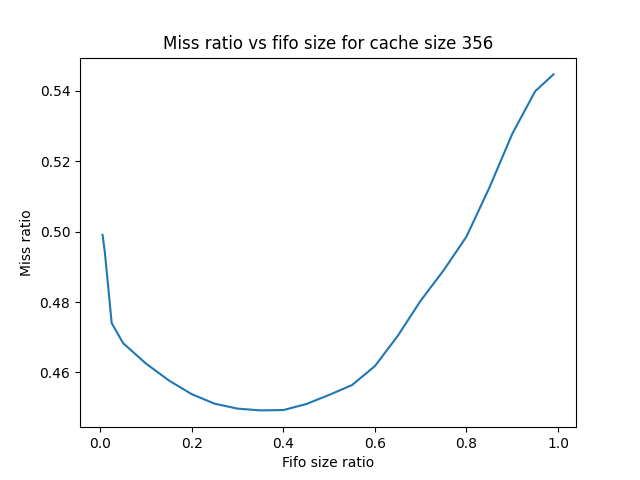 Miss ratio vs fifo size for cache size 356
0.54
0.52
0.50
0.48
0.46
Miss ratio
0.0 0.2 0.4 0.6 0.8 1.0
Fifo size ratio